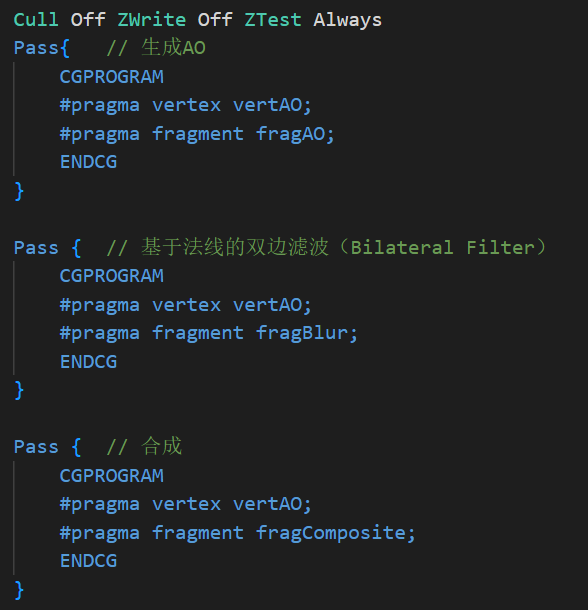 Cull Off ZWrite Off ZTest Always
Pass{   // 生成AO
    CGPROGRAM
    #pragma vertex vertAO;
    #pragma fragment fragAO;
    ENDCG
}

Pass {  // 基于法线的双边滤波（Bilateral Filter）
    CGPROGRAM
    #pragma vertex vertAO;
    #pragma fragment fragBlur;
    ENDCG
}

Pass {  // 合成
    CGPROGRAM
    #pragma vertex vertAO;
    #pragma fragment fragComposite;
    ENDCG
}